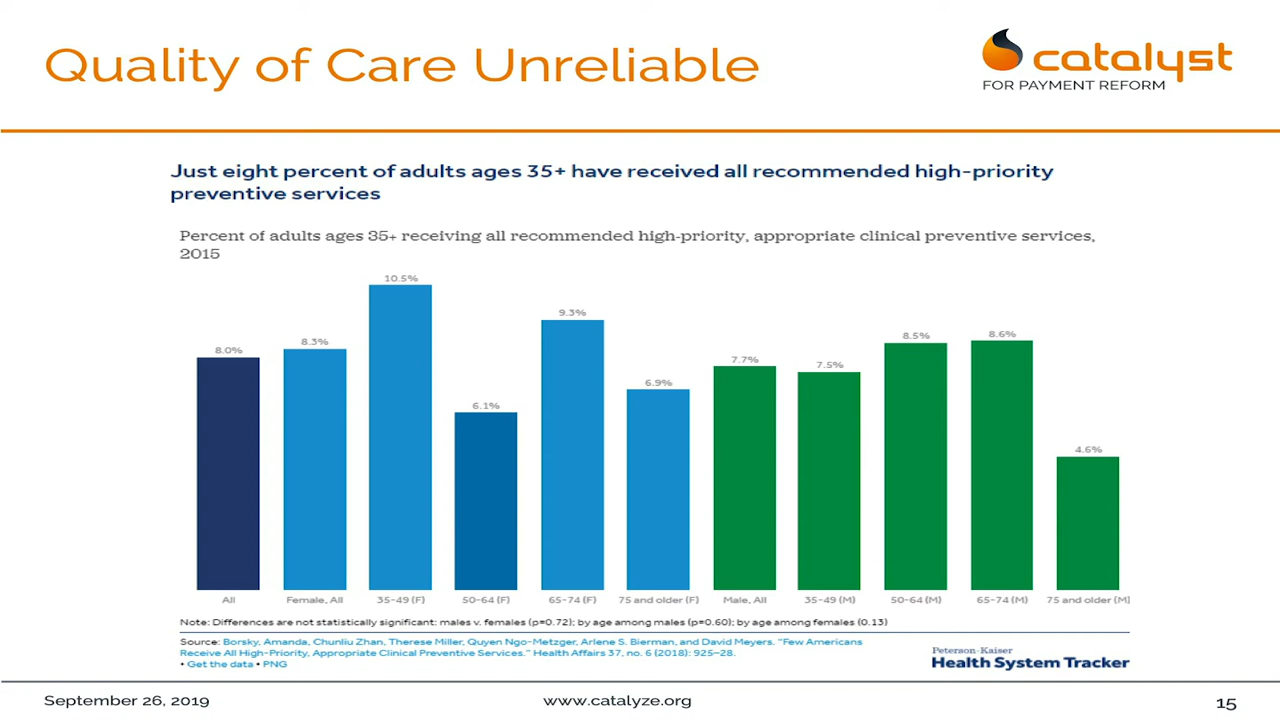 Quality of Care Unreliable
catalyst
FOR PAYMENT REFORM
Just eight percent of adults ages 35+ have received all recommended high-priority
preventive services
Percent of adults ages 35+ receiving all recommended high-priority, appropriate clinical preventive services,
2015
8.0%
8.3%
10.5%
6.1%
9.3%
6.9%
7.7%
7.5%
8.5%
8.6%
4.6%
All
Female, All
35-49 (F)
50-64 (F)
65-74 (F)
75 and older (F)
Male, All
35-49 (M)
50-64 (M)
65-74 (M)
75 and older (M)
Note: Differences are not statistically significant: males v. females (p=0.72); by age among males (p=0.60); by age among females (0.13)
Source: Borsky, Amanda, Chunliu Zhan, Therese Miller, Quyen Ngo-Metzger, Arlene S. Bierman, and David Meyers. "Few Americans
Receive All High-Priority, Appropriate Clinical Preventive Services." Health Affairs 37, no. 6 (2018): 925–28.
• Get the data • PNG
Peterson-Kaiser
Health System Tracker
September 26, 2019
www.catalyze.org
15